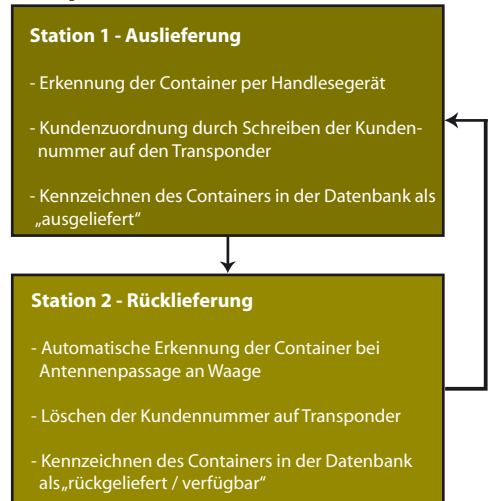 Station 1 - Auslieferung
- Erkennung der Container per Handlesegerät
- Kundenzuordnung durch Schreiben der Kunden-
nummer auf den Transponder
- Kennzeichnen des Containers in der Datenbank als
„ausgeliefert“
Station 2 - Rücklieferung
- Automatische Erkennung der Container bei
Antennenpassage an Waage
- Löschen der Kundennummer auf Transponder
- Kennzeichnen des Containers in der Datenbank
als „rückgeliefert / verfügbar“